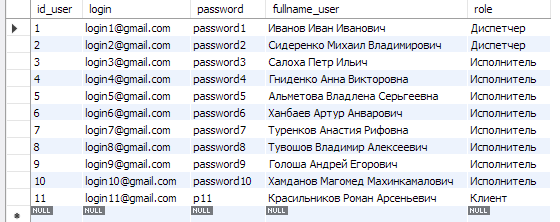 id_user login password fullname_user role
1 login1@gmail.com password1 Иванов Иван Иванович Диспетчер
2 login2@gmail.com password2 Сидеренко Михаил Владимирович Диспетчер
3 login3@gmail.com password3 Салоха Петр Ильич Исполнитель
4 login4@gmail.com password4 Гниденко Анна Викторовна Исполнитель
5 login5@gmail.com password5 Альметова Владлена Серьгеевна Исполнитель
6 login6@gmail.com password6 Ханбаев Артур Анварович Исполнитель
7 login7@gmail.com password7 Туренков Анастия Рифовна Исполнитель
8 login8@gmail.com password8 Тувошов Владимир Алексеевич Исполнитель
9 login9@gmail.com password9 Голоша Андрей Егорович Исполнитель
10 login10@gmail.com password10 Хамданов Магомед Махинкамалович Исполнитель
11 login11@gmail.com p11 Красильников Роман Арсеньевич Клиент
NULL NULL NULL NULL NULL